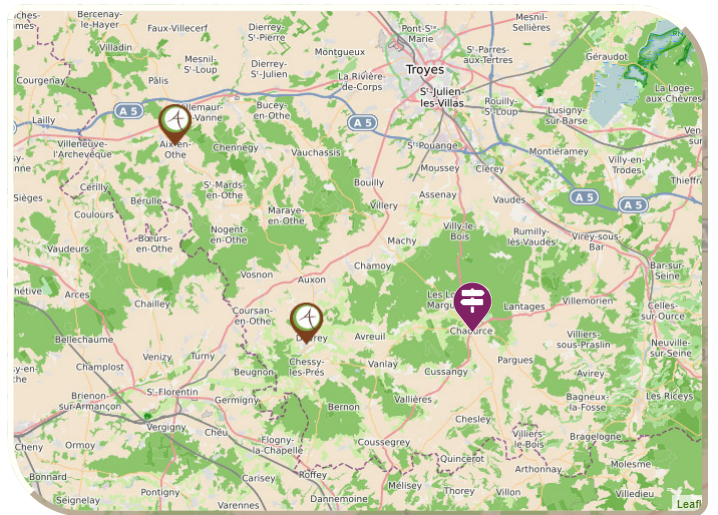 Bercenay-
le-Hayer
Faux-Villecerf
Dierrey-
St-Pierre
Pont-Ste-
Marie
Mesnil-
Sellières
Villadin
Montgueux
St-Parres-
aux-Tertres
Géraudot
Courgenay
Pâlis
Mesnil-
St-Loup
Dierrey-
St-Julien
La Rivière-
de-Corps
Troyes
St-Julien-
les-Villas
La Loge-
aux-Chèvres
Lailly
A 5
Bucey-
en-Othe
A 5
Rouilly-
St-Loup
Lusigny-
sur-Barse
Villeneuve-
l'Archevêque
Aix-en-
Othe
Chennegy
Vauchassis
St-Pouange
Moussey
Clérey
Montiéramey
Villy-en-
Trodes
Cérilly
St-Mards-
en-Othe
Bouilly
Assenay
Vaudes
A 5
A 5
Thieffra
Sièges
Bérulle
Coulours
Maraye-
en-Othe
Villery
Villy-le-
Bois
Rumilly-
lès-Vaudes
Virey-sous-
Bar
Vaudeurs
Bœurs-
en-Othe
Nogent-
en-Othe
Machy
Chamoy
Bar-sur-
Seine
Vosnon
Auxon
Arces
Chailley
Coursan-
en-Othe
Les Lo
Margu
Lantages
Villemorien
Celles-
sur-Ource
Bellechaume
Davrey
Avreuil
Chaource
Villiers-
sous-Praslin
Neuville-
sur-Seine
Champlost
Venizy
Turny
Beugnon
Chessy-
les-Prés
Vanlay
Cussangy
Pargues
Avirey
Brienon-
sur-Armançon
St-Florentin
Germigny
Bernon
Vallières
Bagneux-
la-Fosse
Les Riceys
Vergigny
Chéu
Chesley
Cheny
Ormoy
Flogny-
la-Chapelle
Coussegrey
Villiers-
le-Bois
Bragelogne
Bonnard
Roffey
Quincerot
Arthonnay
Molesme
Seignelay
Pontigny
Carisey
Varennes
Dannemoine
Mélisey
Thorey
Villon
Villedieu
Leafl